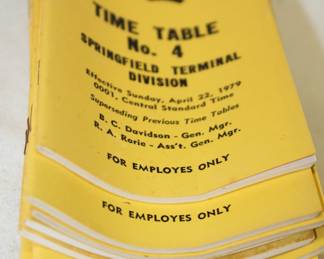 TIME TABLE
No. 4
SPRINGFIELD TERMINAL
DIVISION
Effective Sunday, April 22, 1979
0001, Central Standard Time
Superseding Previous Time Tables
B. C. Davidson - Gen. Mgr.
R. A. Rorie - Ass't. Gen. Mgr.
FOR EMPLOYES ONLY
FOR EMPLOYES ONLY